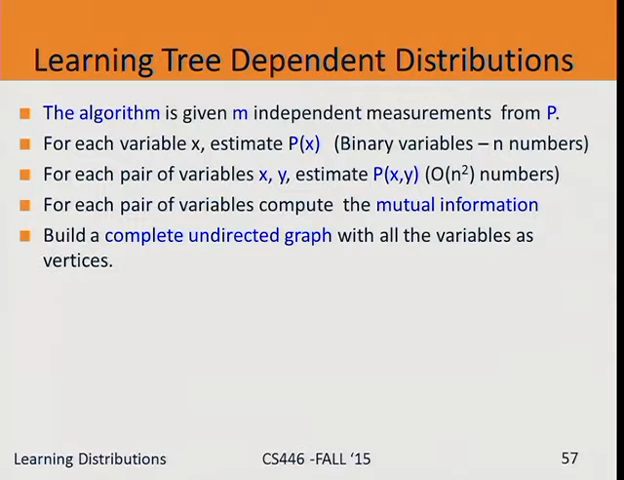 Learning Tree Dependent Distributions
The algorithm is given m independent measurements from P.
For each variable x, estimate P(x) (Binary variables – n numbers)
For each pair of variables x, y, estimate P(x,y) (O(n²) numbers)
For each pair of variables compute the mutual information
Build a complete undirected graph with all the variables as
vertices.
Learning Distributions CS446 -FALL ‘15 57